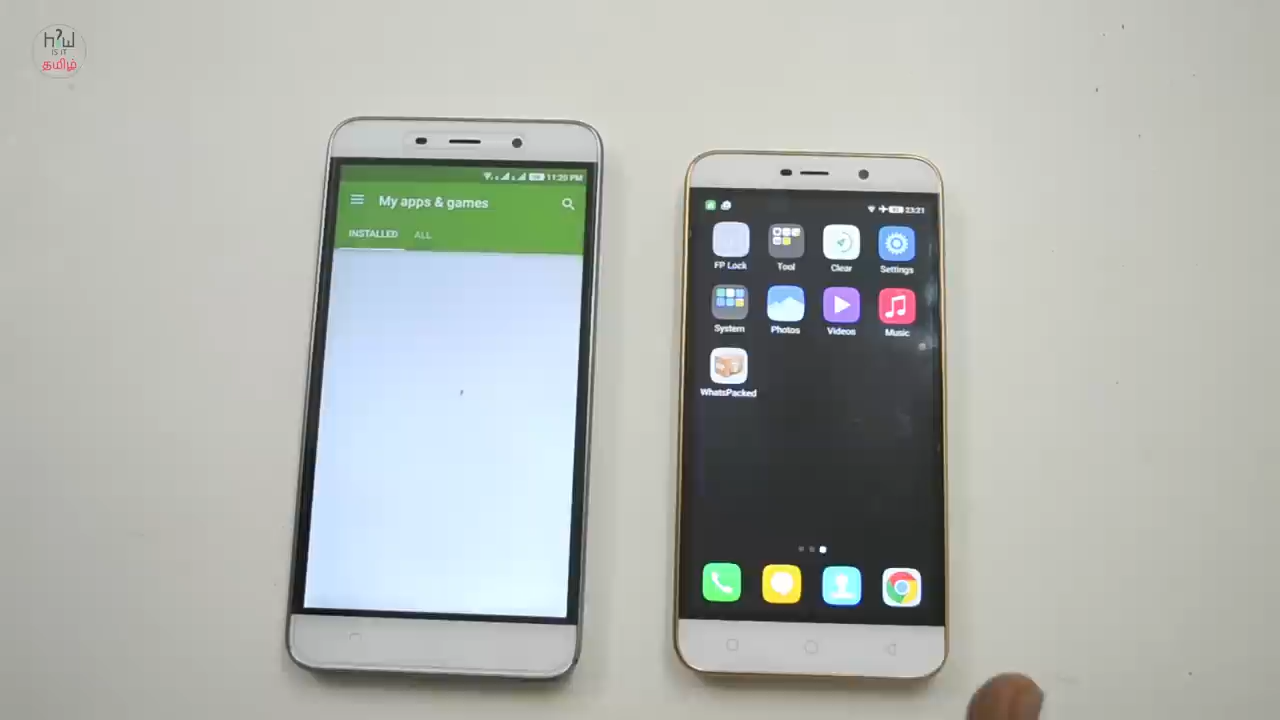 h?w
IS IT
தமிழ்
11:20 PM
My apps & games
INSTALLED ALL
23:21
FP Lock Tool Clear Settings
System Photos Videos Music
WhatsPacked